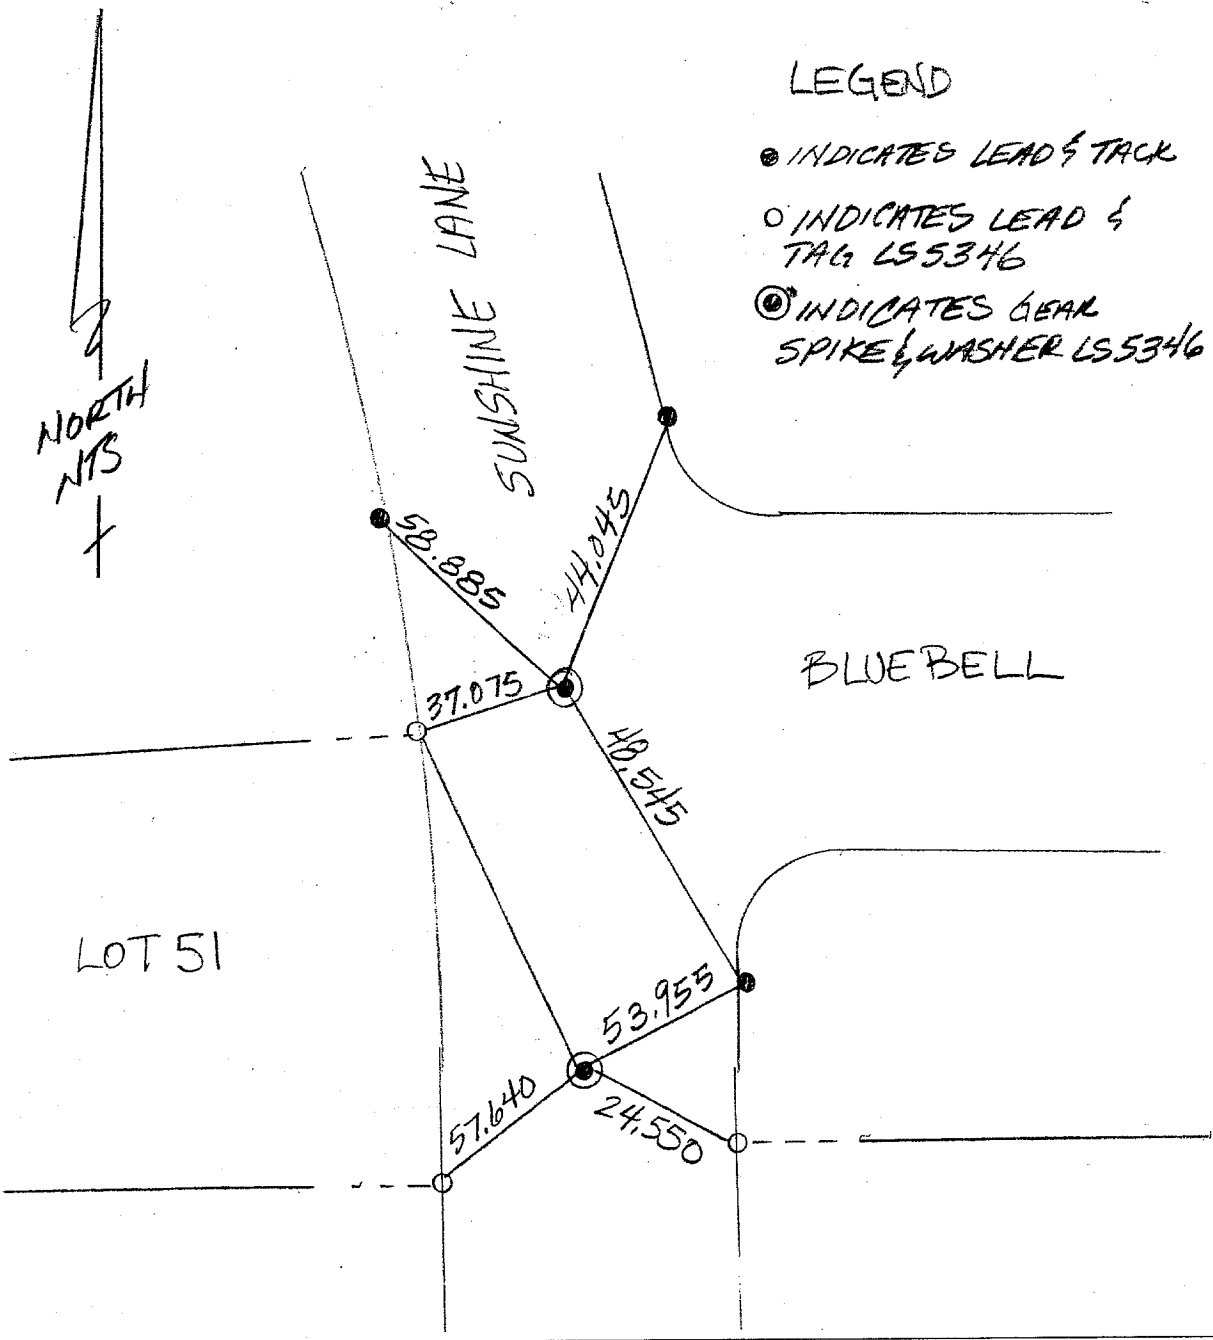 LEGEND
INDICATES LEAD & TACK
INDICATES LEAD &
TAG LS5346
INDICATES GEAR
SPIKE & WASHER LS5346
NORTH
NTS
SUNSHINE LANE
58.885
44.045
37.075
BLUEBELL
48.545
LOT 51
53.955
57.640
24.550